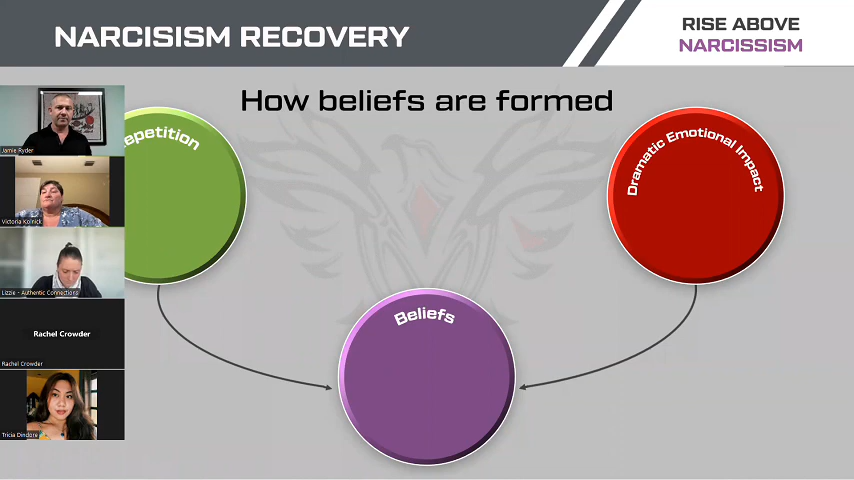 NARCISISM RECOVERY
RISE ABOVE
NARCISSISM
How beliefs are formed
epetition
Dramatic Emotional Impact
Beliefs
Jamie Ryder
Victoria Kolnick
Lizzie - Authentic Connections
Rachel Crowder
Rachel Crowder
Tricia Dindore